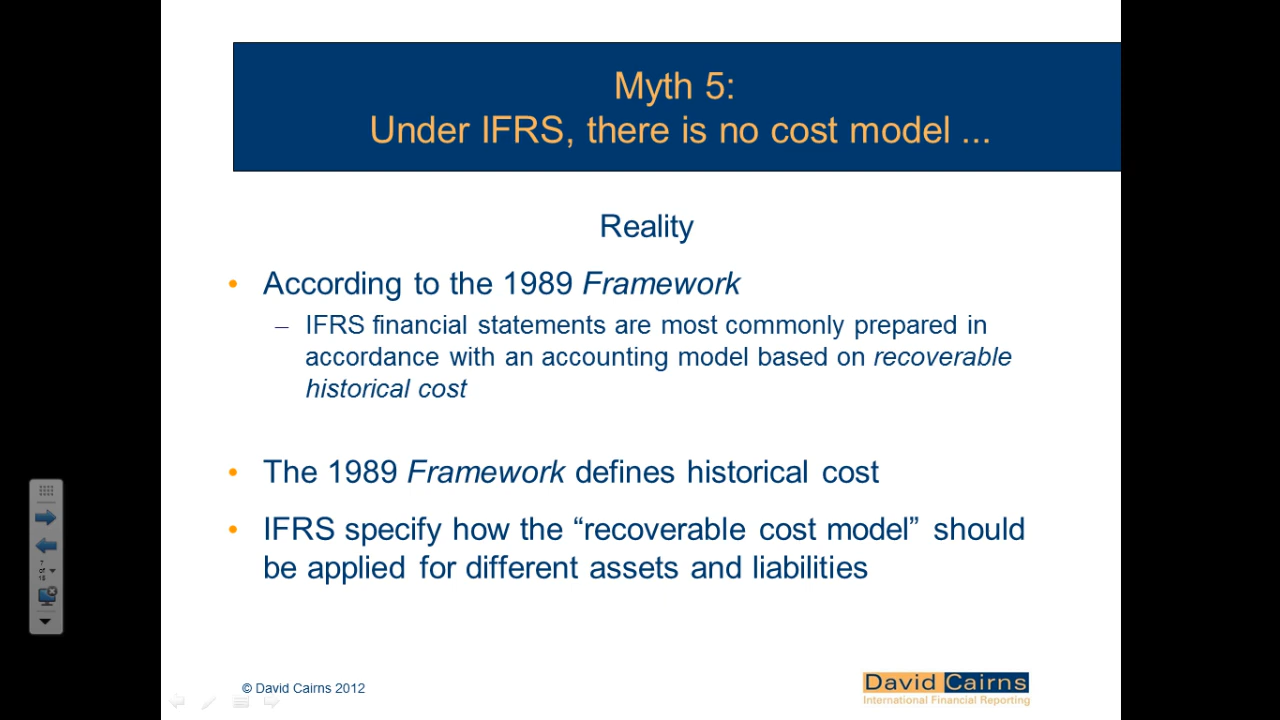 Myth 5:
Under IFRS, there is no cost model ...
Reality
• According to the 1989 Framework
– IFRS financial statements are most commonly prepared in
accordance with an accounting model based on recoverable
historical cost
• The 1989 Framework defines historical cost
• IFRS specify how the “recoverable cost model” should
be applied for different assets and liabilities
7
of
18
© David Cairns 2012
David Cairns
International Financial Reporting